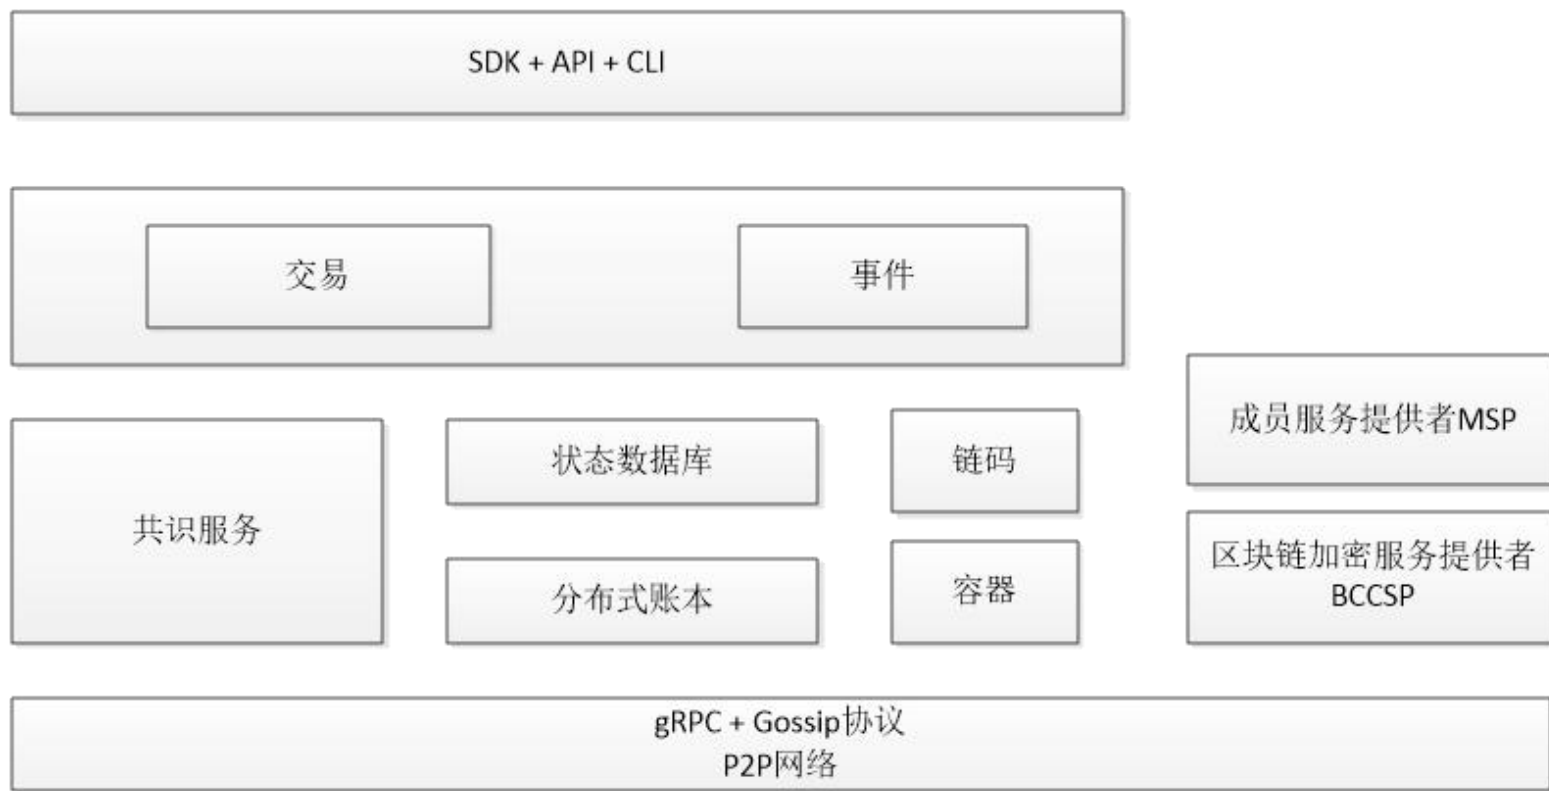 SDK + API + CLI
交易
事件
成员服务提供者MSP
共识服务
状态数据库
链码
分布式账本
容器
区块链加密服务提供者
BCCSP
gRPC + Gossip协议
P2P网络